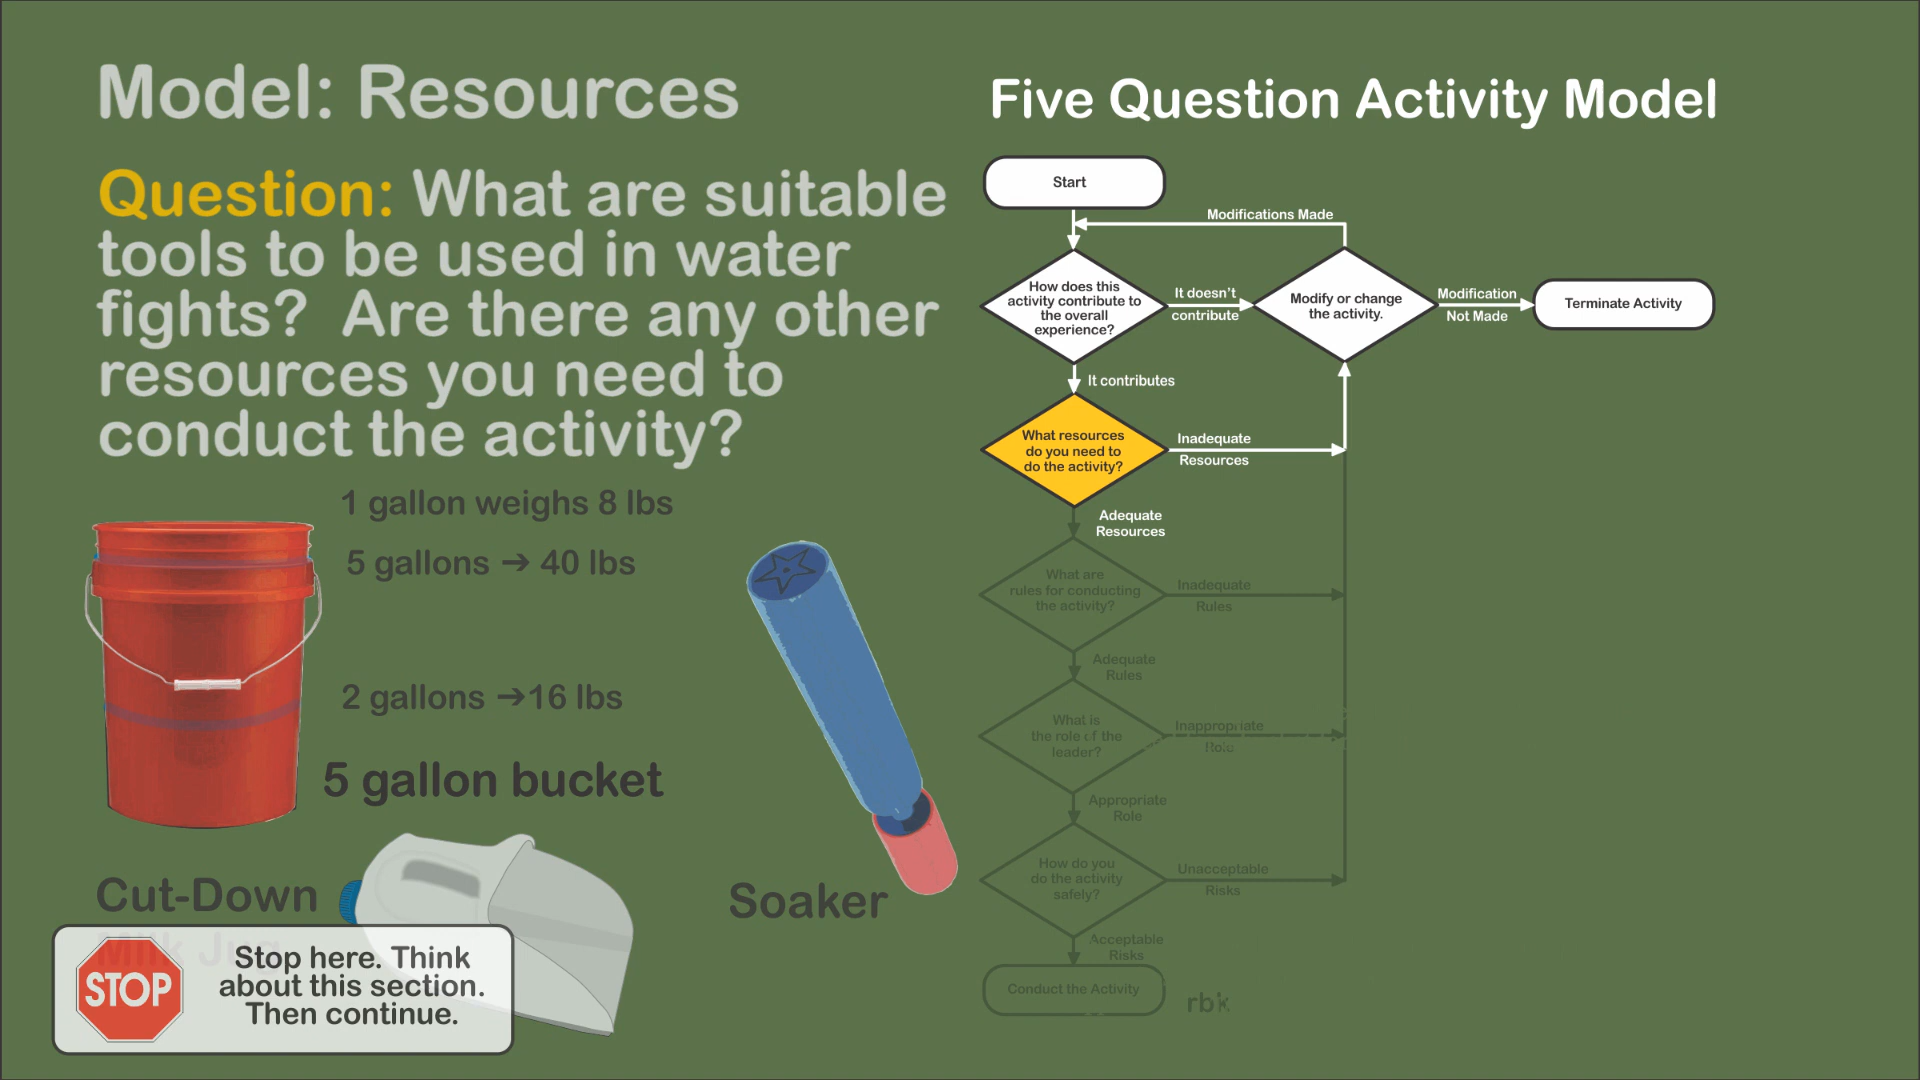 Model: Resources
Question: What are suitable
tools to be used in water
fights? Are there any other
resources you need to
conduct the activity?
1 gallon weighs 8 lbs
5 gallons ➔ 40 lbs
2 gallons ➔16 lbs
5 gallon bucket
Cut-Down
Milk Jug
Soaker
STOP
Stop here. Think
about this section.
Then continue.
Five Question Activity Model
Start
Modifications Made
How does this
activity contribute to
the overall
experience?
It doesn't
contribute
Modify or change
the activity.
Modification
Not Made
Terminate Activity
It contributes
What resources
do you need to
do the activity?
Inadequate
Resources
Adequate
Resources
What are
rules for conducting
the activity?
Inadequate
Rules
Adequate
Rules
What is
the role of the
leader?
Inappropriate
Role
Appropriate
Role
How do you
do the activity
safely?
Unacceptable
Risks
Acceptable
Risks
Conduct the Activity
rbk